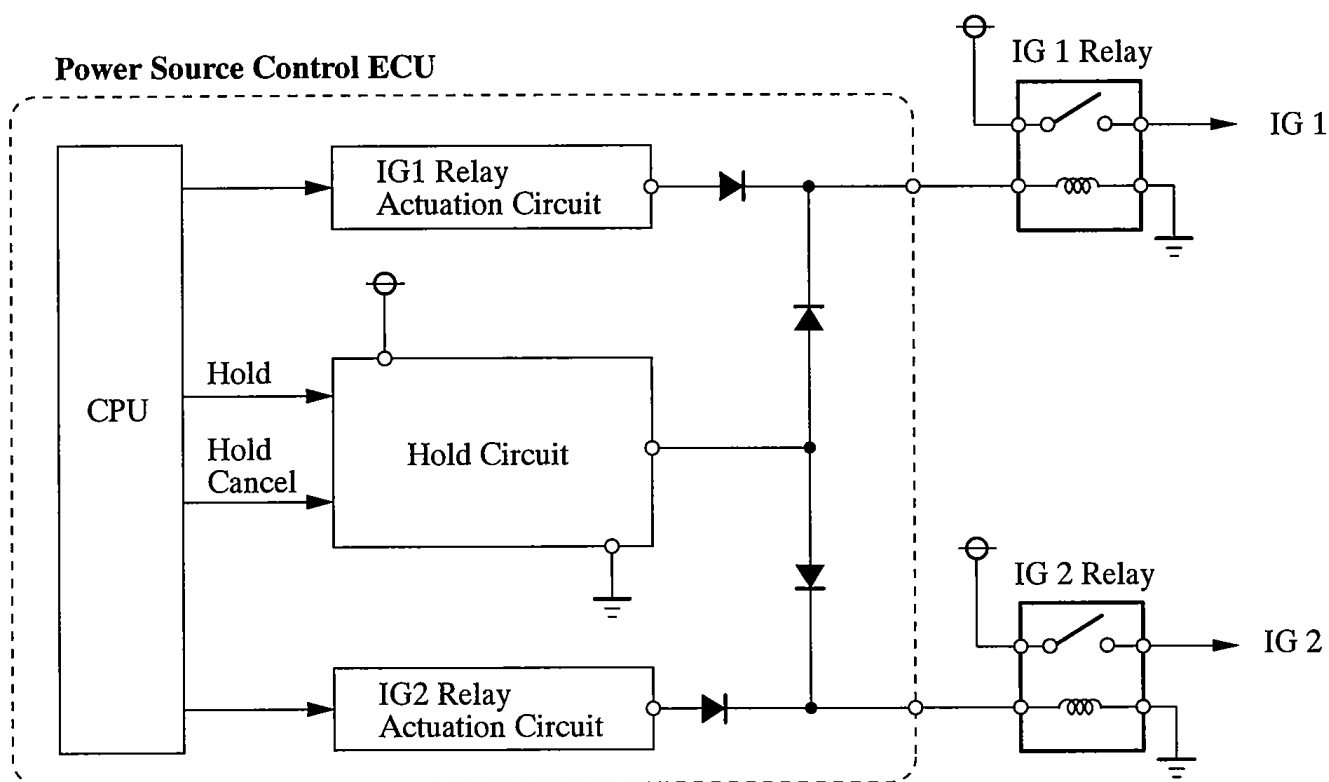 Power Source Control ECU
IG 1 Relay
IG 1
IG1 Relay
Actuation Circuit
CPU
Hold
Hold
Cancel
Hold Circuit
IG 2 Relay
IG 2
IG2 Relay
Actuation Circuit